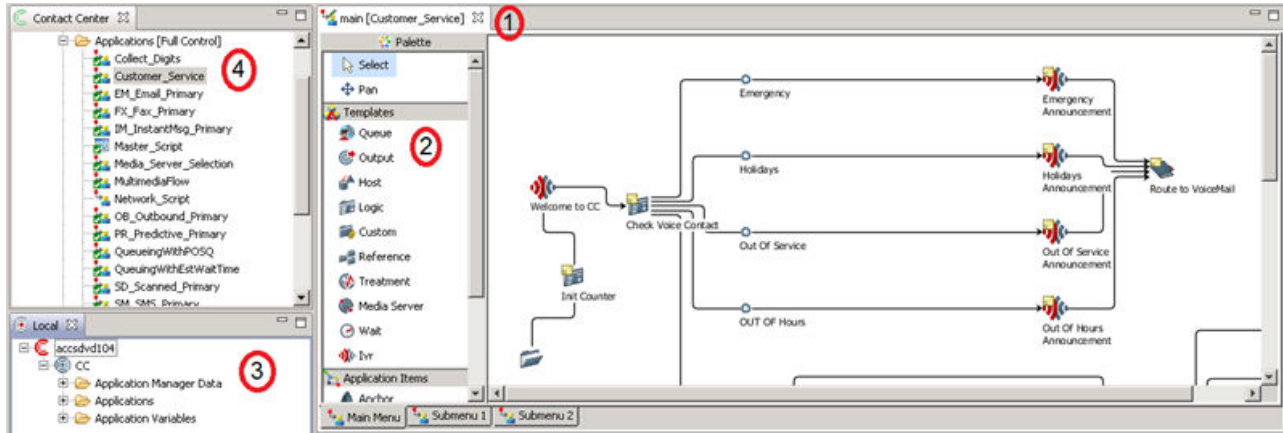 Contact Center
Applications [Full Control]
Collect_Digits
Customer_Service
EM_Email_Primary
FX_Fax_Primary
IM_InstantMsg_Primary
Master_Script
Media_Server_Selection
MultimediaFlow
Network_Script
OB_Outbound_Primary
PR_Predictive_Primary
QueueingWithPOSQ
QueuingWithEstWaitTime
SD_Scanned_Primary
SM_SMS_Primary
4
Local
accsdvd104
CC
Application Manager Data
Applications
Application Variables
3
main [Customer_Service]
1
Palette
Select
Pan
Templates
Queue
Output
Host
Logic
Custom
Reference
Treatment
Media Server
Wait
Ivr
Application Items
Anchor
2
Welcome to CC
Check Voice Contact
Init Counter
Emergency
Emergency
Announcement
Holidays
Holidays
Announcement
Route to VoiceMail
Out Of Service
Out Of Service
Announcement
OUT OF Hours
Out Of Hours
Announcement
Main Menu
Submenu 1
Submenu 2